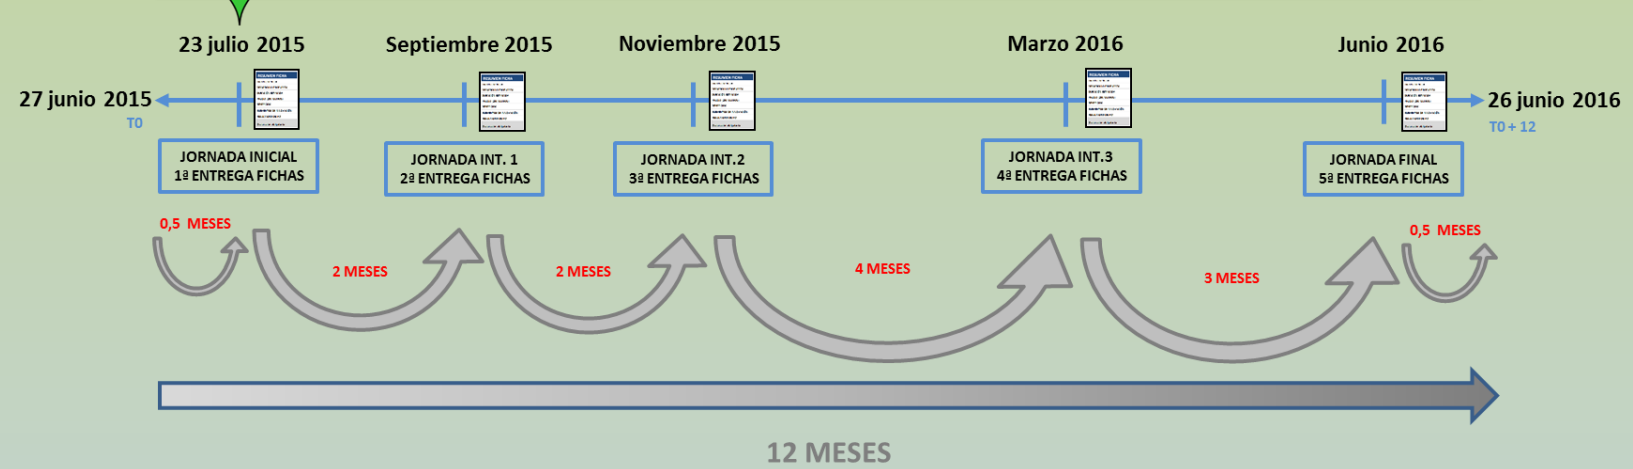 23 julio 2015
Septiembre 2015
Noviembre 2015
Marzo 2016
Junio 2016
27 junio 2015
T0
26 junio 2016
T0 + 12
JORNADA INICIAL
1ª ENTREGA FICHAS
JORNADA INT. 1
2ª ENTREGA FICHAS
JORNADA INT.2
3ª ENTREGA FICHAS
JORNADA INT.3
4ª ENTREGA FICHAS
JORNADA FINAL
5ª ENTREGA FICHAS
0,5 MESES
2 MESES
2 MESES
4 MESES
3 MESES
0,5 MESES
12 MESES